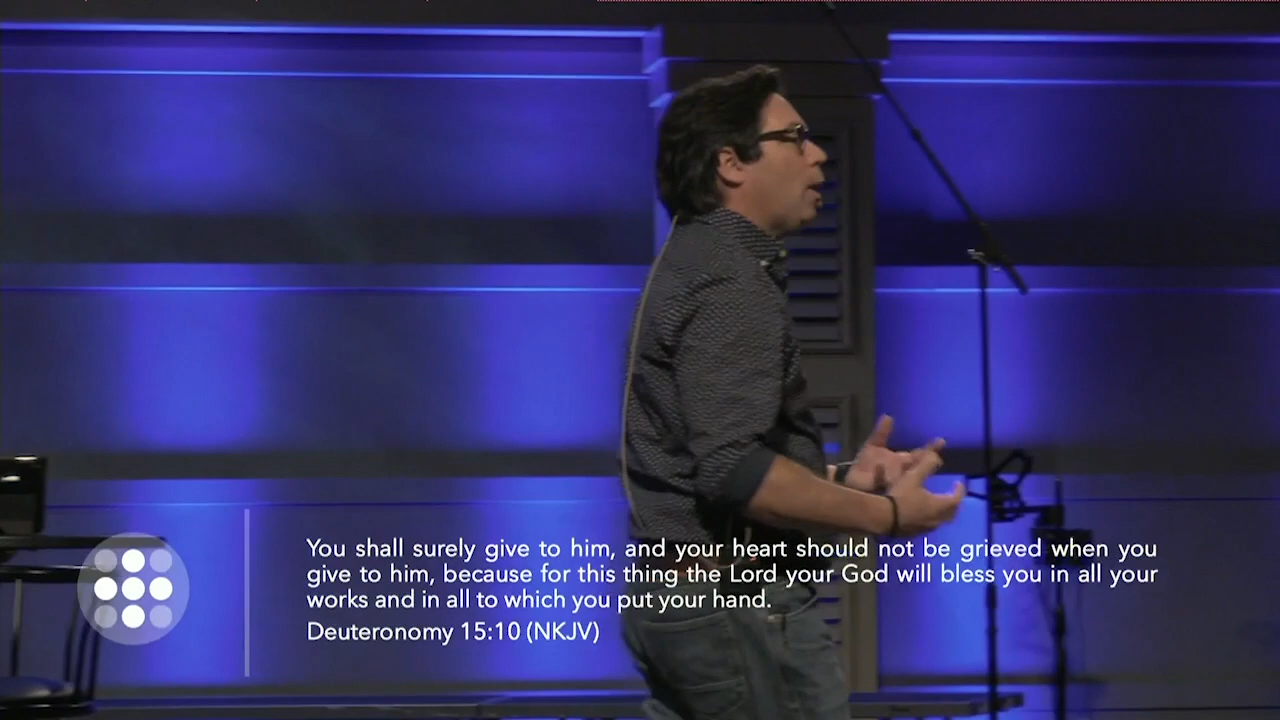 You shall surely give to him, and your heart should not be grieved when you
give to him, because for this thing the Lord your God will bless you in all your
works and in all to which you put your hand.
Deuteronomy 15:10 (NKJV)